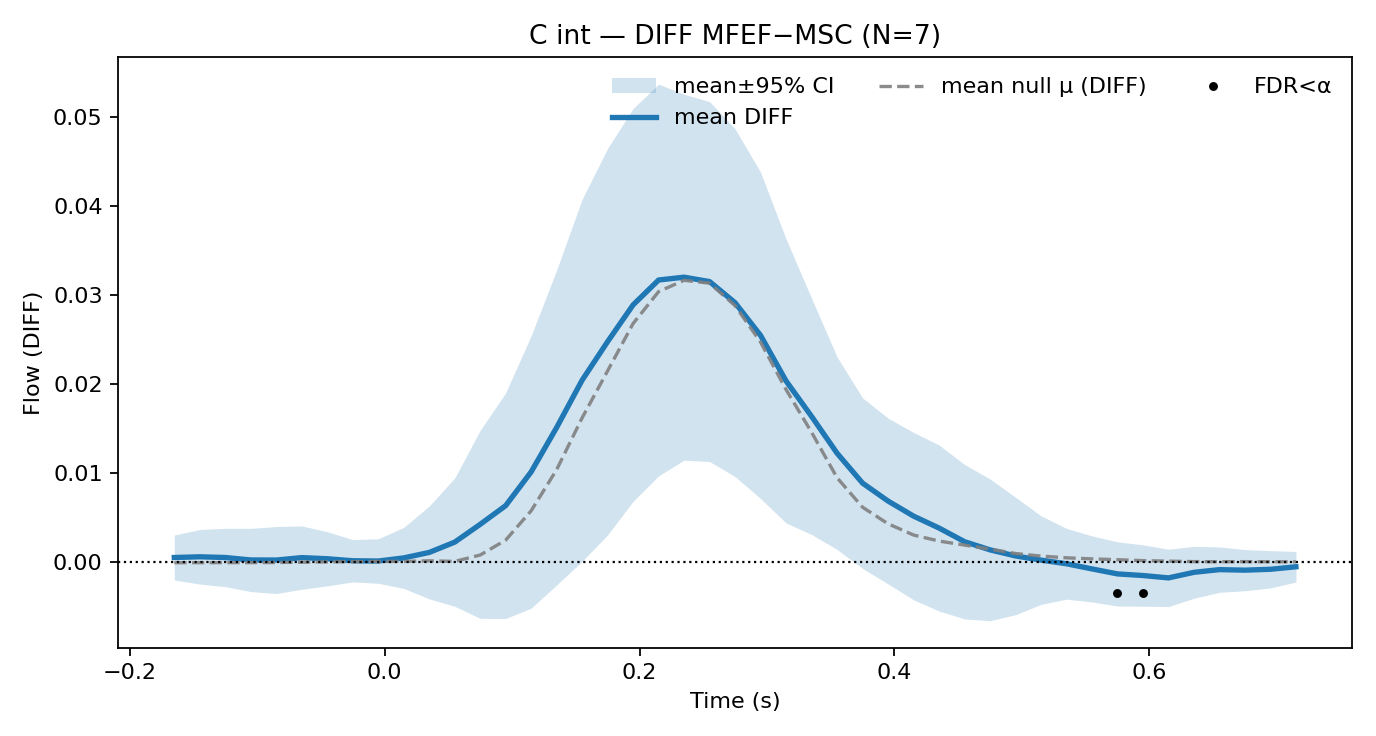 C int — DIFF MFEF−MSC (N=7)
mean±95% CI
mean DIFF
mean null μ (DIFF)
FDR<α
Flow (DIFF)
0.05
0.04
0.03
0.02
0.01
0.00
−0.2
0.0
0.2
0.4
0.6
Time (s)